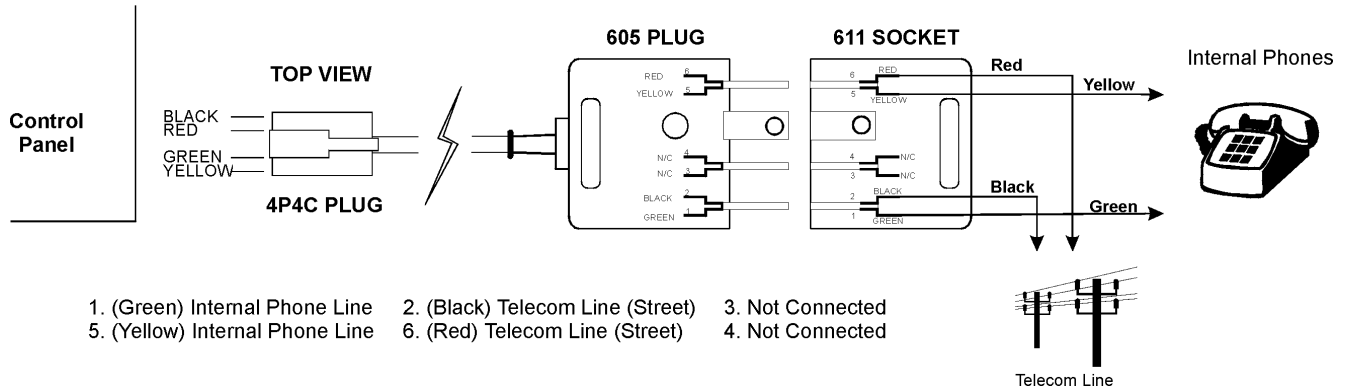 605 PLUG
611 SOCKET
Internal Phones
TOP VIEW
Control
Panel
BLACK
RED
GREEN
YELLOW
4P4C PLUG
RED 6
YELLOW 5
N/C 4
N/C 3
BLACK 2
GREEN 1
6 RED
5 YELLOW
4 N/C
3 N/C
2 BLACK
1 GREEN
Red
Yellow
Black
Green
1. (Green) Internal Phone Line 2. (Black) Telecom Line (Street) 3. Not Connected
5. (Yellow) Internal Phone Line 6. (Red) Telecom Line (Street) 4. Not Connected
Telecom Line